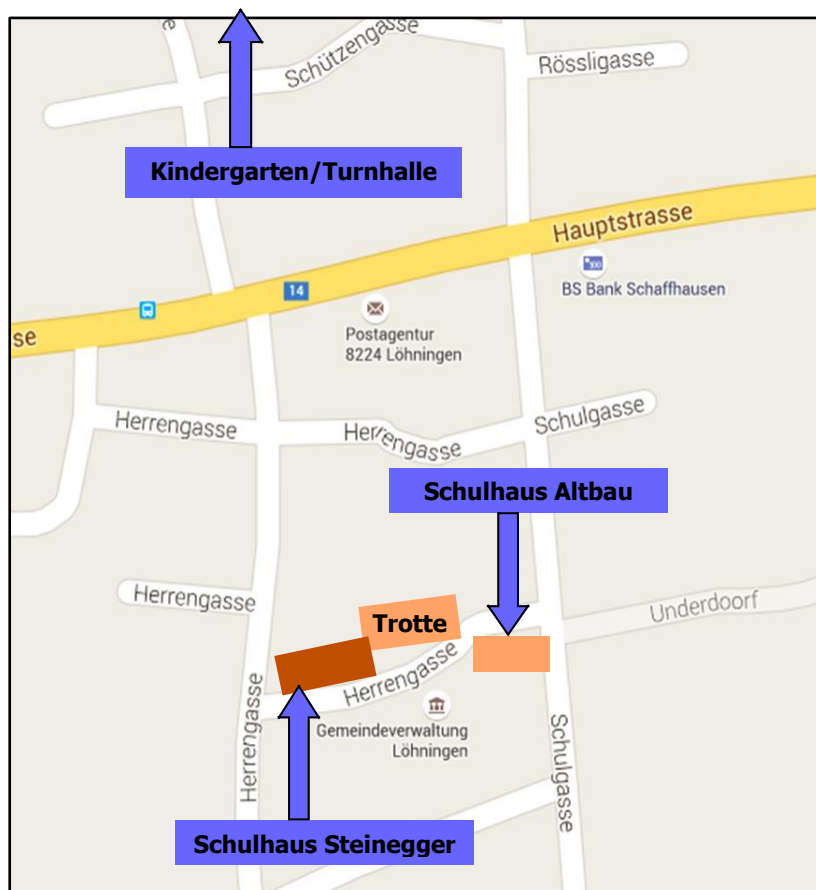 Schützengasse
Rössligasse
Kindergarten/Turnhalle
Hauptstrasse
BS Bank Schaffhausen
14
Postagentur
8224 Löhningen
se
Herrengasse
Herrengasse
Schulgasse
Schulhaus Altbau
Herrengasse
Trotte
Underdoorf
Herrengasse
Herrengasse
Gemeindeverwaltung
Löhningen
Schulgasse
Schulhaus Steinegger